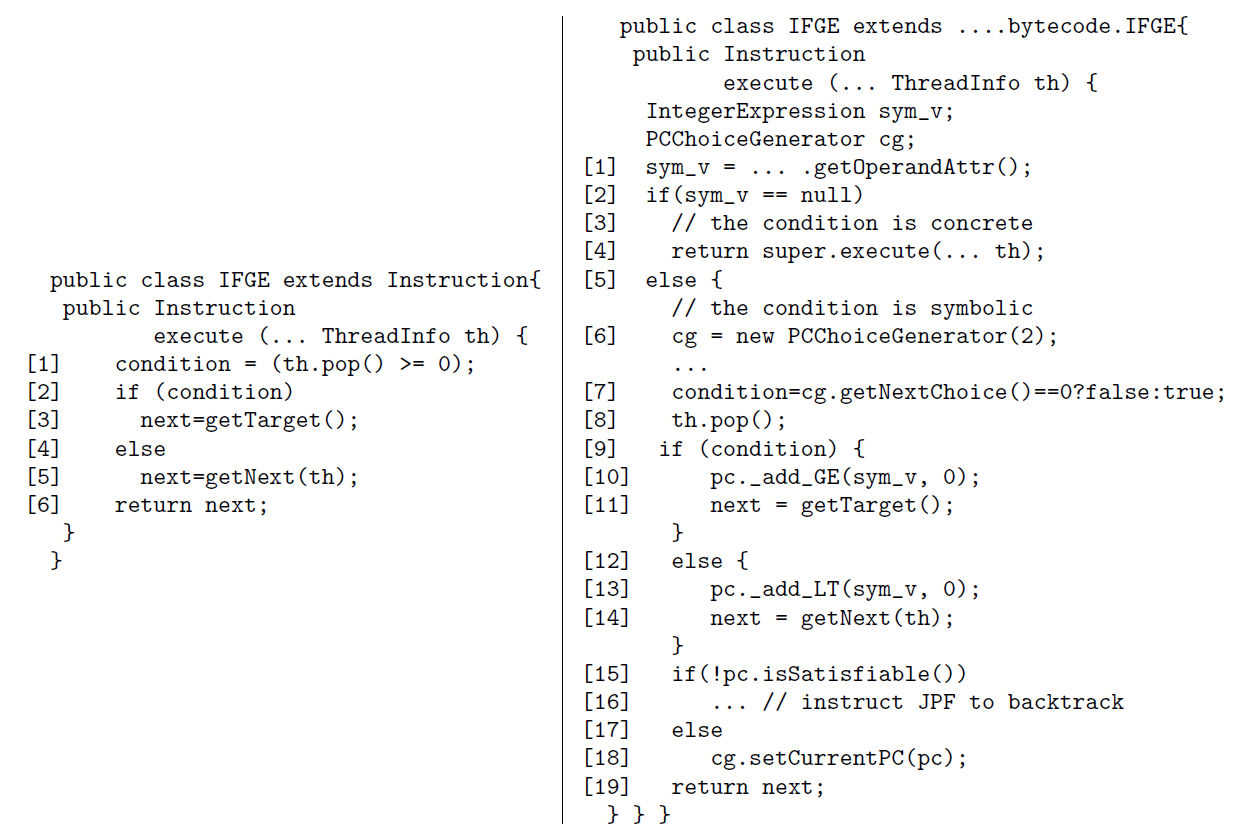 public class IFGE extends Instruction{
public Instruction
execute (... ThreadInfo th) {
[1] condition = (th.pop() >= 0);
[2] if (condition)
[3] next=getTarget();
[4] else
[5] next=getNext(th);
[6] return next;
}
}
public class IFGE extends ....bytecode.IFGE{
public Instruction
execute (... ThreadInfo th) {
IntegerExpression sym_v;
PCChoiceGenerator cg;
[1] sym_v = ... .getOperandAttr();
[2] if(sym_v == null)
[3] // the condition is concrete
[4] return super.execute(... th);
[5] else {
// the condition is symbolic
[6] cg = new PCChoiceGenerator(2);
...
[7] condition=cg.getNextChoice()==0?false:true;
[8] th.pop();
[9] if (condition) {
[10] pc._add_GE(sym_v, 0);
[11] next = getTarget();
}
[12] else {
[13] pc._add_LT(sym_v, 0);
[14] next = getNext(th);
}
[15] if(!pc.isSatisfiable())
[16] ... // instruct JPF to backtrack
[17] else
[18] cg.setCurrentPC(pc);
[19] return next;
} } }